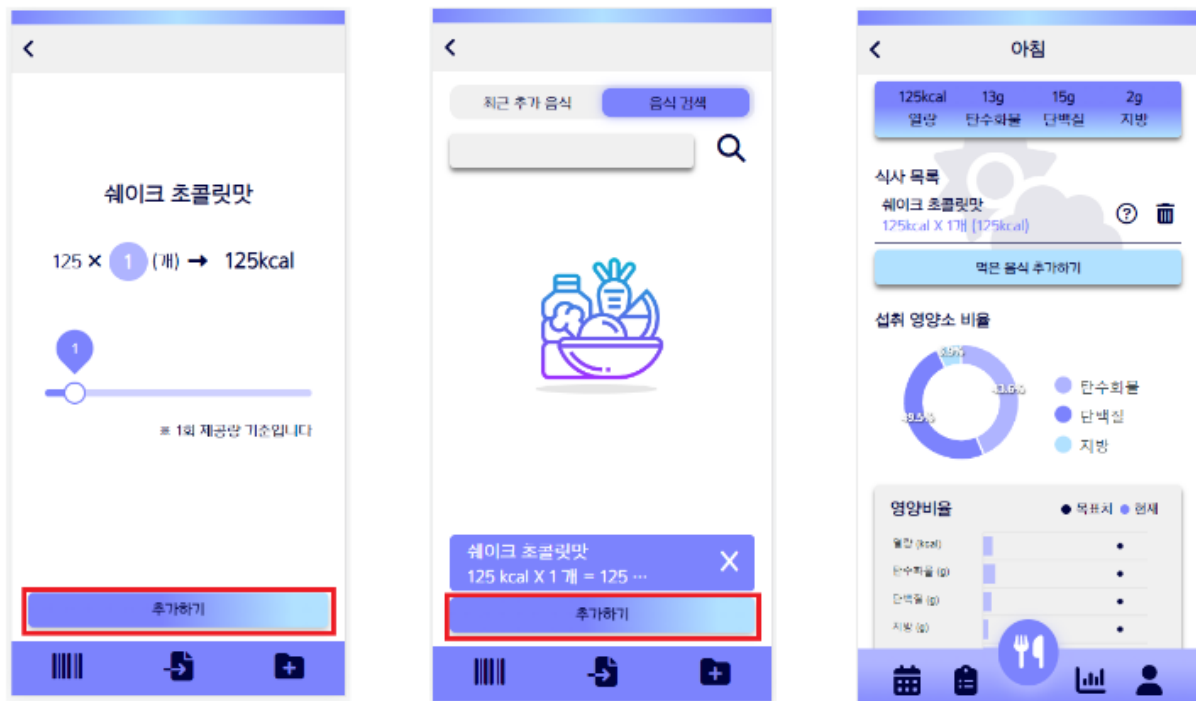 쉐이크 초콜릿맛
125 × 1 (개) → 125kcal
1
※ 1회 제공량 기준입니다
추가하기
최근 추가 음식 음식 검색
쉐이크 초콜릿맛
125 kcal X 1 개 = 125 ···
추가하기
아침
125kcal 13g 15g 2g
열량 탄수화물 단백질 지방
식사 목록
쉐이크 초콜릿맛
125kcal X 1개 (125kcal)
먹은 음식 추가하기
섭취 영양소 비율
43.6%
49.5%
탄수화물
단백질
지방
영양비율 목표치 현재
열량 (kcal)
탄수화물 (g)
단백질 (g)
지방 (g)